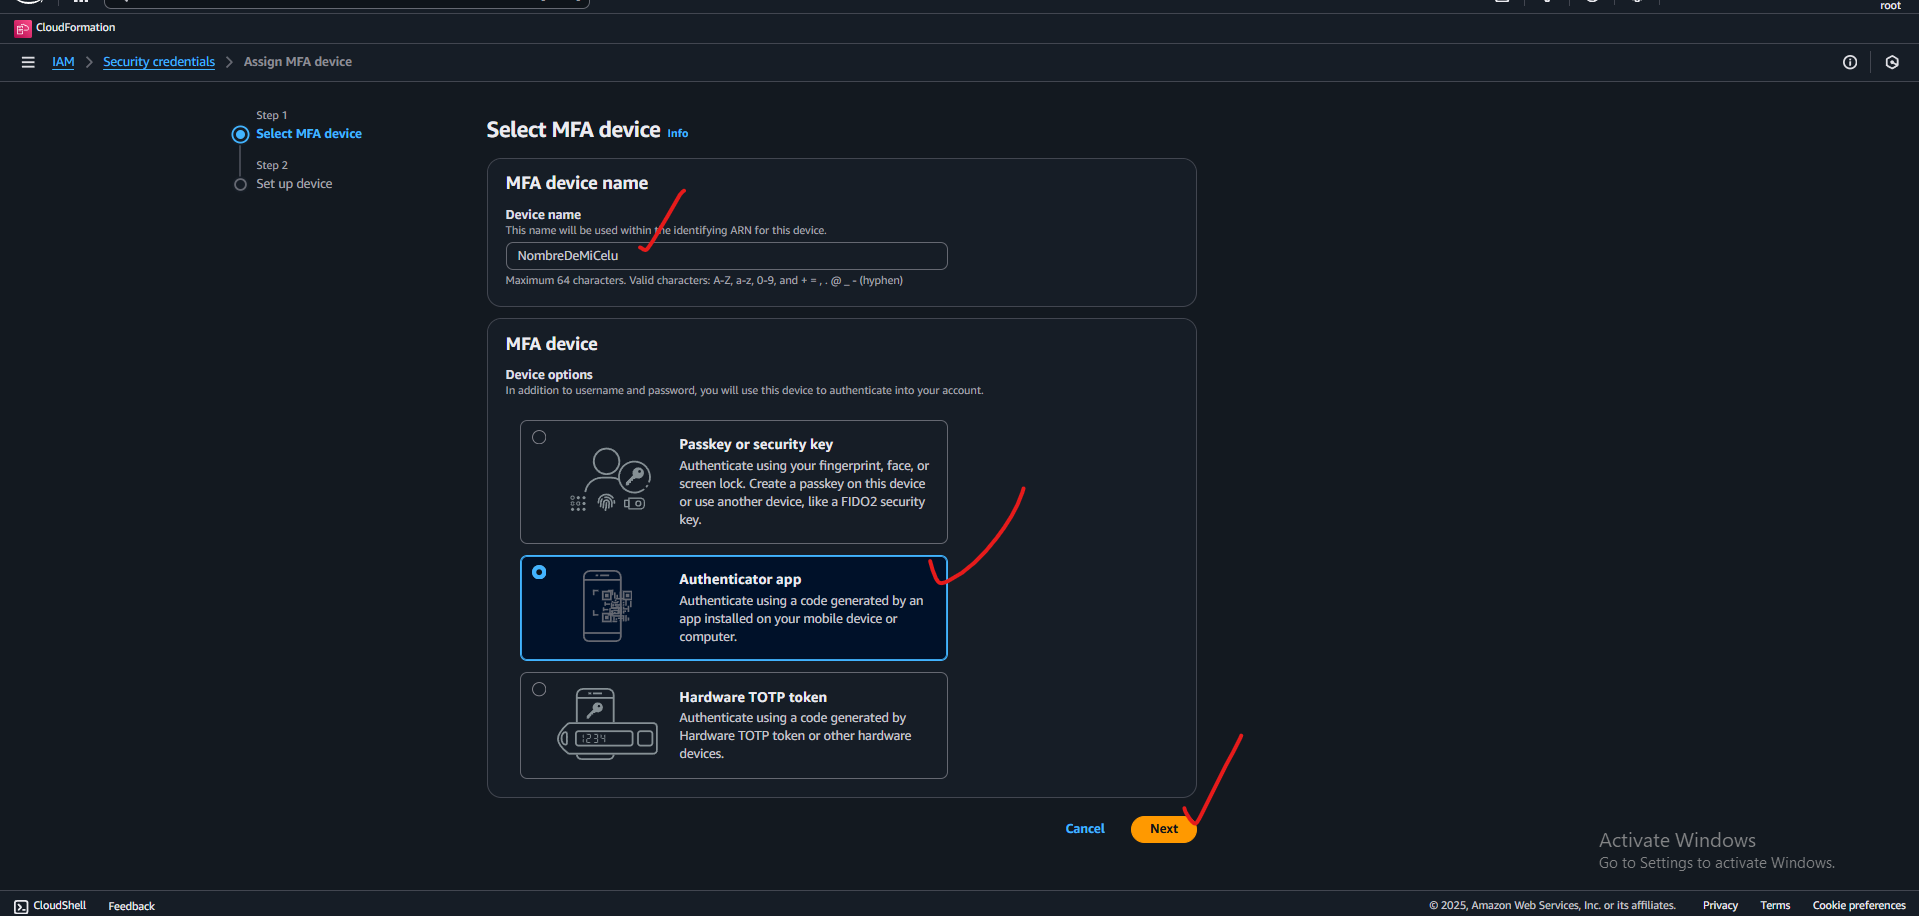 root
CloudFormation
IAM > Security credentials > Assign MFA device
Step 1
Select MFA device
Step 2
Set up device
Select MFA device Info
MFA device name
Device name
This name will be used within the identifying ARN for this device.
NombreDeMiCelu
Maximum 64 characters. Valid characters: A-Z, a-z, 0-9, and + = , . @ _ - (hyphen)
MFA device
Device options
In addition to username and password, you will use this device to authenticate into your account.
Passkey or security key
Authenticate using your fingerprint, face, or
screen lock. Create a passkey on this device
or use another device, like a FIDO2 security
key.
Authenticator app
Authenticate using a code generated by an
app installed on your mobile device or
computer.
1234
Hardware TOTP token
Authenticate using a code generated by
Hardware TOTP token or other hardware
devices.
Cancel
Next
Activate Windows
Go to Settings to activate Windows.
CloudShell
Feedback
© 2025, Amazon Web Services, Inc. or its affiliates.
Privacy
Terms
Cookie preferences